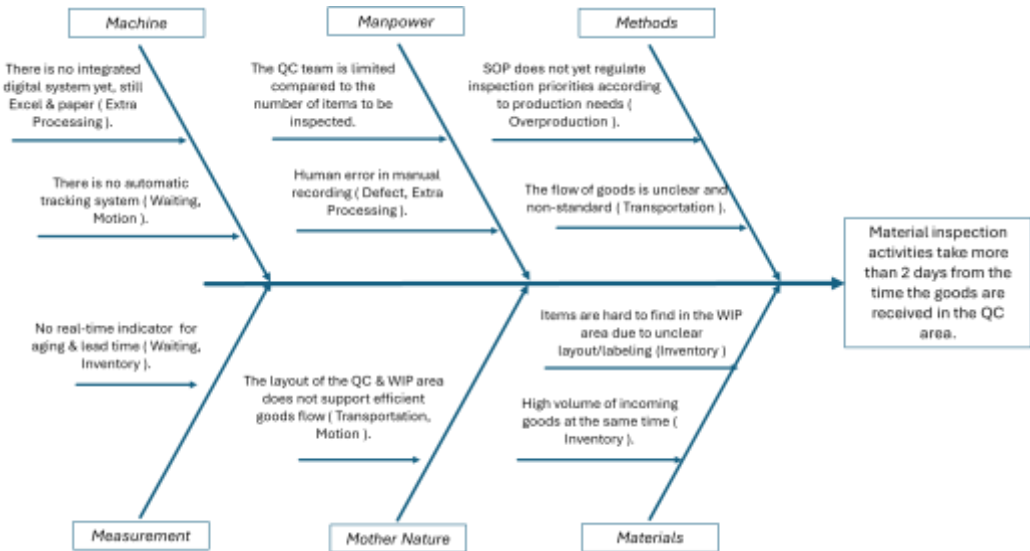 Machine
Manpower
Methods
There is no integrated
digital system yet, still
Excel & paper ( Extra
Processing ).
The QC team is limited
compared to the
number of items to be
inspected.
SOP does not yet regulate
inspection priorities according
to production needs (
Overproduction ).
There is no automatic
tracking system ( Waiting,
Motion ).
Human error in manual
recording ( Defect, Extra
Processing ).
The flow of goods is unclear and
non-standard ( Transportation ).
Material inspection
activities take more
than 2 days from the
time the goods are
received in the QC
area.
No real-time indicator for
aging & lead time ( Waiting,
Inventory ).
The layout of the QC & WIP area
does not support efficient
goods flow ( Transportation,
Motion ).
Items are hard to find in the WIP
area due to unclear
layout/labeling (Inventory )
High volume of incoming
goods at the same time (
Inventory ).
Measurement
Mother Nature
Materials